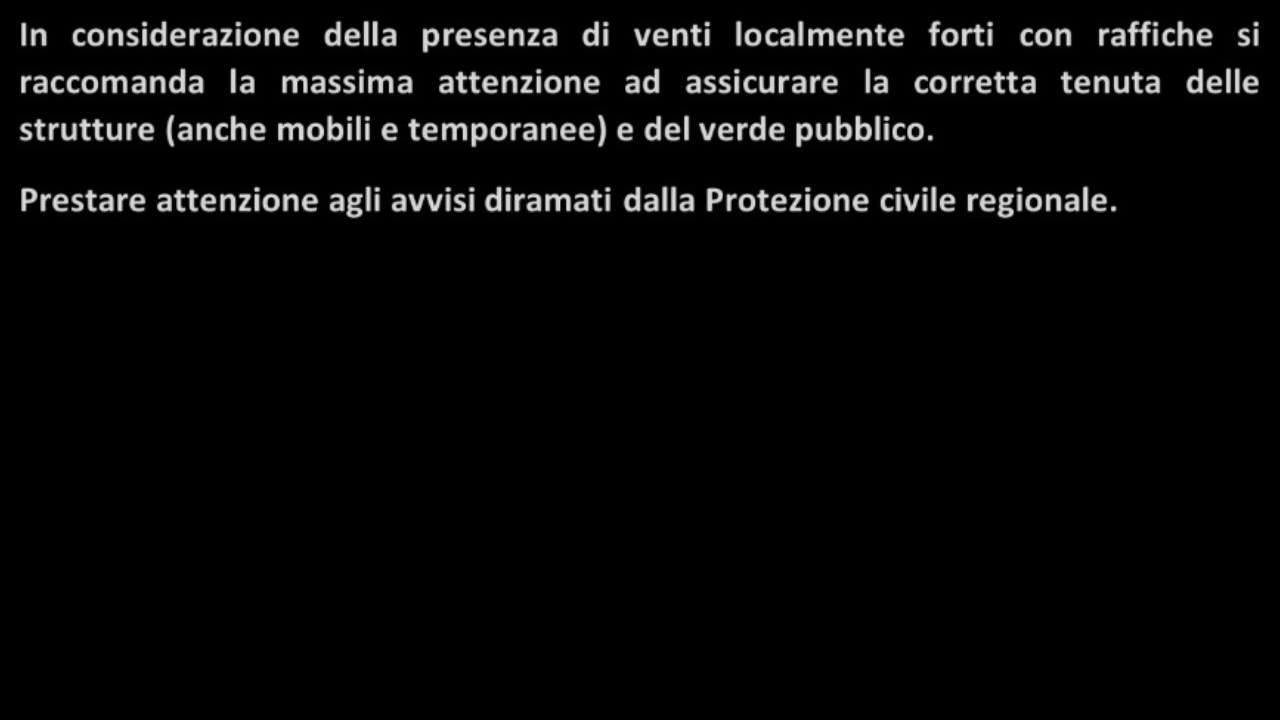 In considerazione della presenza di venti localmente forti con raffiche si
raccomanda la massima attenzione ad assicurare la corretta tenuta delle
strutture (anche mobili e temporanee) e del verde pubblico.
Prestare attenzione agli avvisi diramati dalla Protezione civile regionale.